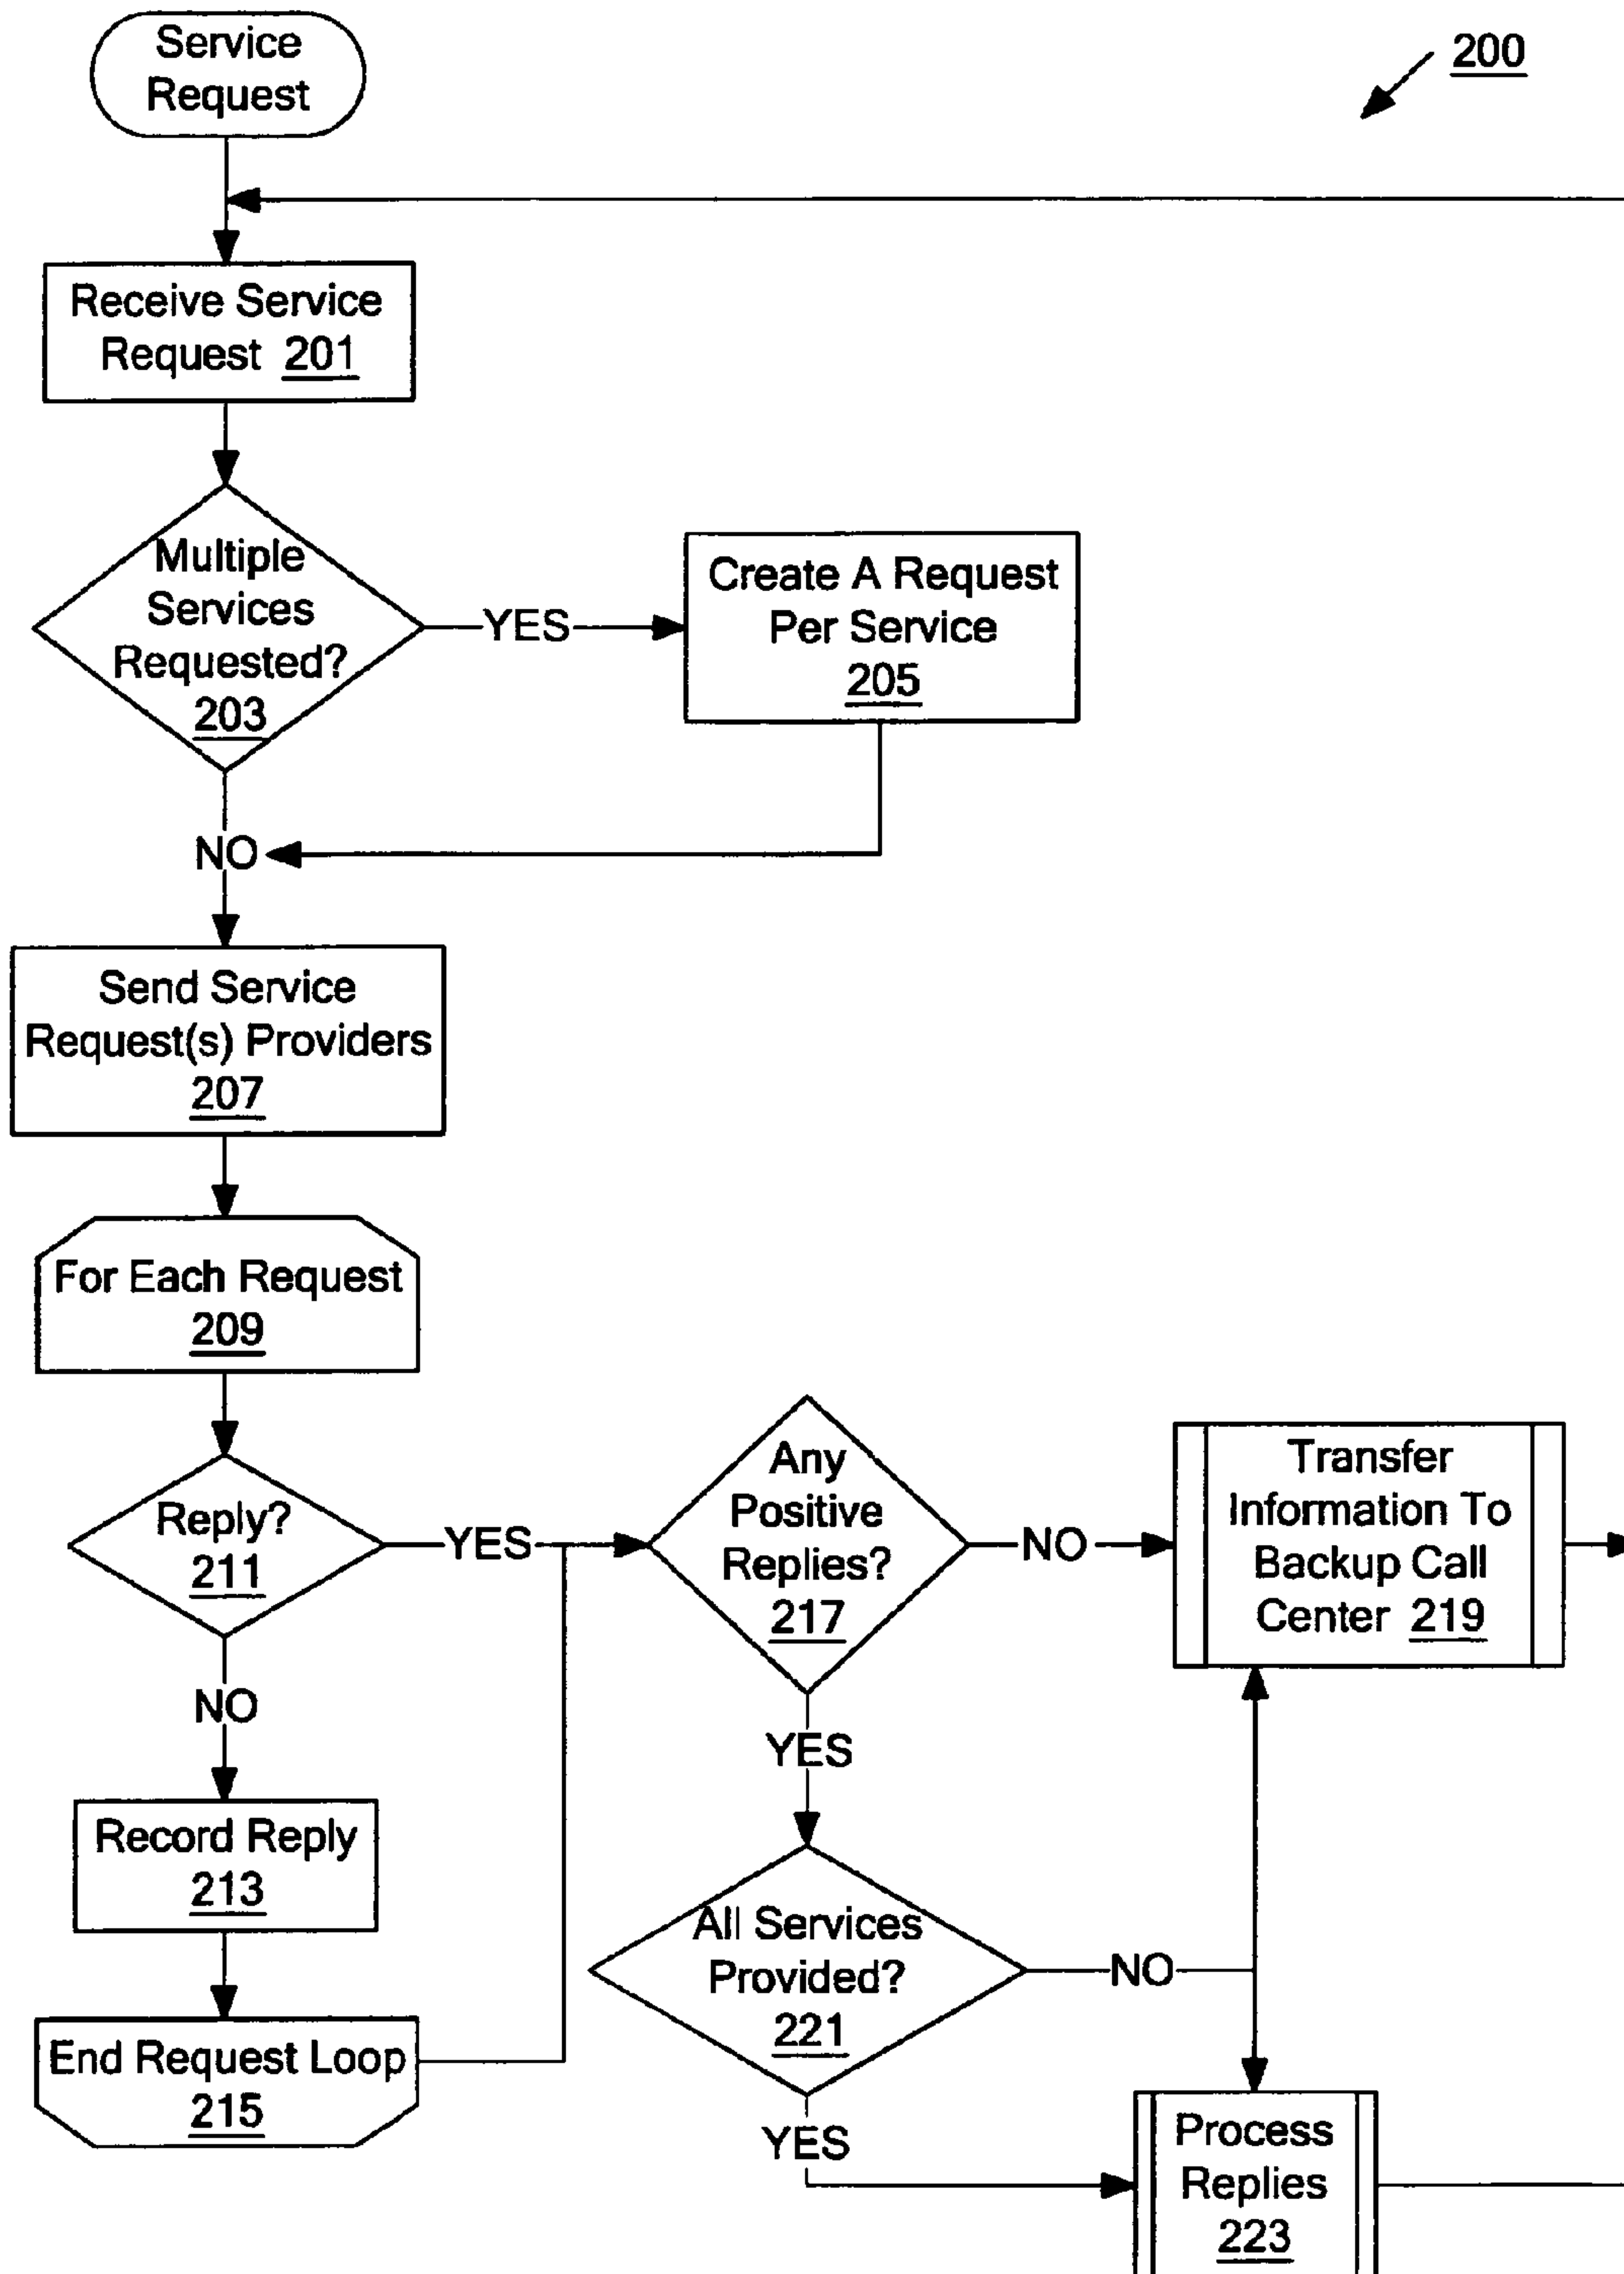 Service
Request
200
Receive Service
Request 201
Multiple
Services
Requested?
203
YES
Create A Request
Per Service
205
NO
Send Service
Request(s) Providers
207
For Each Request
209
Reply?
211
YES
NO
Record Reply
213
End Request Loop
215
Any
Positive
Replies?
217
NO
Transfer
Information To
Backup Call
Center 219
YES
All Services
Provided?
221
NO
YES
Process
Replies
223